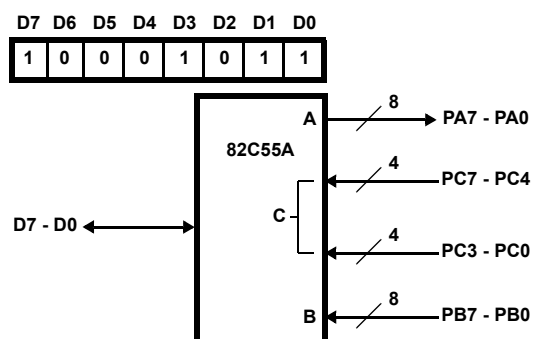 D7 D6 D5 D4 D3 D2 D1 D0
1 0 0 0 1 0 1 1
A
8
PA7 - PA0
82C55A
4
PC7 - PC4
C
D7 - D0
4
PC3 - PC0
B
8
PB7 - PB0